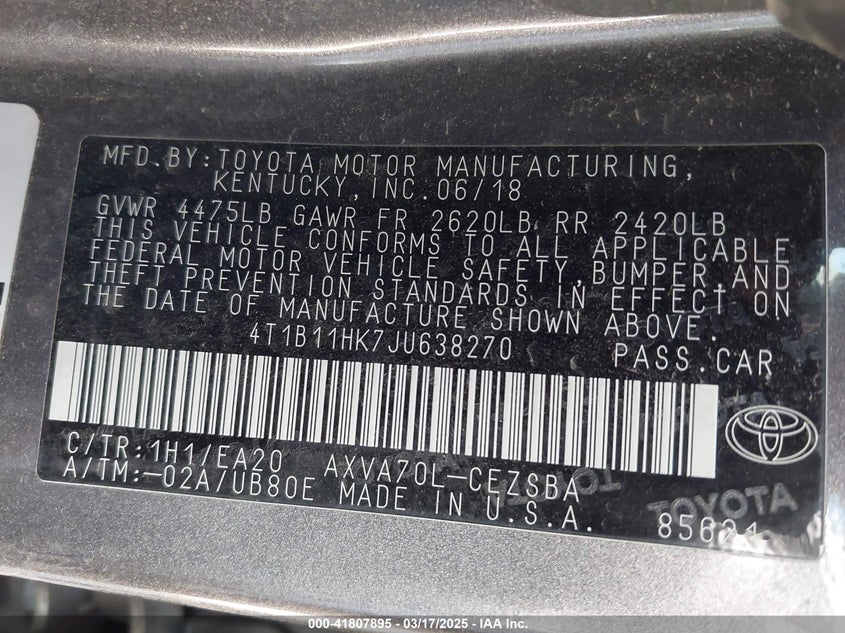 MFD.BY:TOYOTA MOTOR MANUFACTURING,
KENTUCKY, INC. 06/18
GVWR 4475LB GAWR FR 2620LB RR 2420LB
THIS VEHICLE CONFORMS TO ALL APPLICABLE
FEDERAL MOTOR VEHICLE SAFETY, BUMPER, AND
THEFT PREVENTION STANDARDS IN EFFECT ON
THE DATE OF MANUFACTURE SHOWN ABOVE.
4T1B11HK7JU638270 PASS.CAR
C/TR:1H1/EA20 AXVA70L-CEZSBA
A/TM:-02A/UB80E MADE IN U.S.A.
TOYOTA
000-41807895 - 03/17/2025 - IAA Inc.